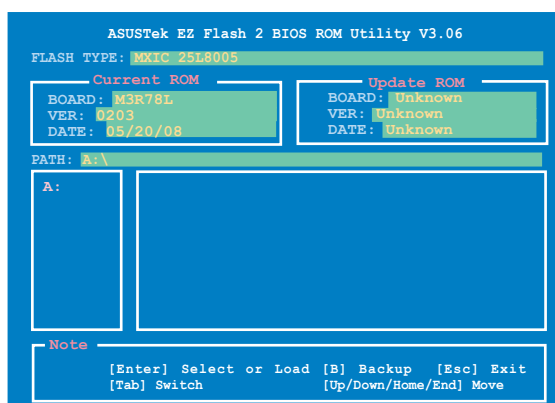 ASUSTek EZ Flash 2 BIOS ROM Utility V3.06
FLASH TYPE: MXIC 25L8005
Current ROM
BOARD: M3R78L
VER: 0203
DATE: 05/20/08
Update ROM
BOARD: Unknown
VER: Unknown
DATE: Unknown
PATH: A:\
A:
Note
[Enter] Select or Load [B] Backup [Esc] Exit
[Tab] Switch [Up/Down/Home/End] Move